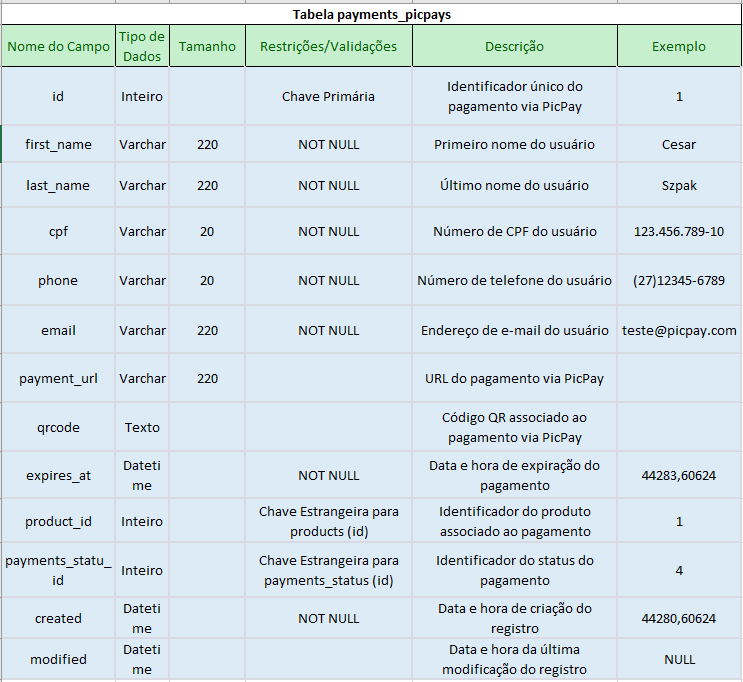 Tabela payments_picpays
Nome do Campo Tipo de Dados Tamanho Restrições/Validações Descrição Exemplo
id Inteiro Chave Primária Identificador único do pagamento via PicPay 1
first_name Varchar 220 NOT NULL Primeiro nome do usuário Cesar
last_name Varchar 220 NOT NULL Último nome do usuário Szpak
cpf Varchar 20 NOT NULL Número de CPF do usuário 123.456.789-10
phone Varchar 20 NOT NULL Número de telefone do usuário (27)12345-6789
email Varchar 220 NOT NULL Endereço de e-mail do usuário teste@picpay.com
payment_url Varchar 220 URL do pagamento via PicPay
qrcode Texto Código QR associado ao pagamento via PicPay
expires_at Datetime NOT NULL Data e hora de expiração do pagamento 44283,60624
product_id Inteiro Chave Estrangeira para products (id) Identificador do produto associado ao pagamento 1
payments_statu_id Inteiro Chave Estrangeira para payments_status (id) Identificador do status do pagamento 4
created Datetime NOT NULL Data e hora de criação do registro 44280,60624
modified Datetime Data e hora da última modificação do registro NULL